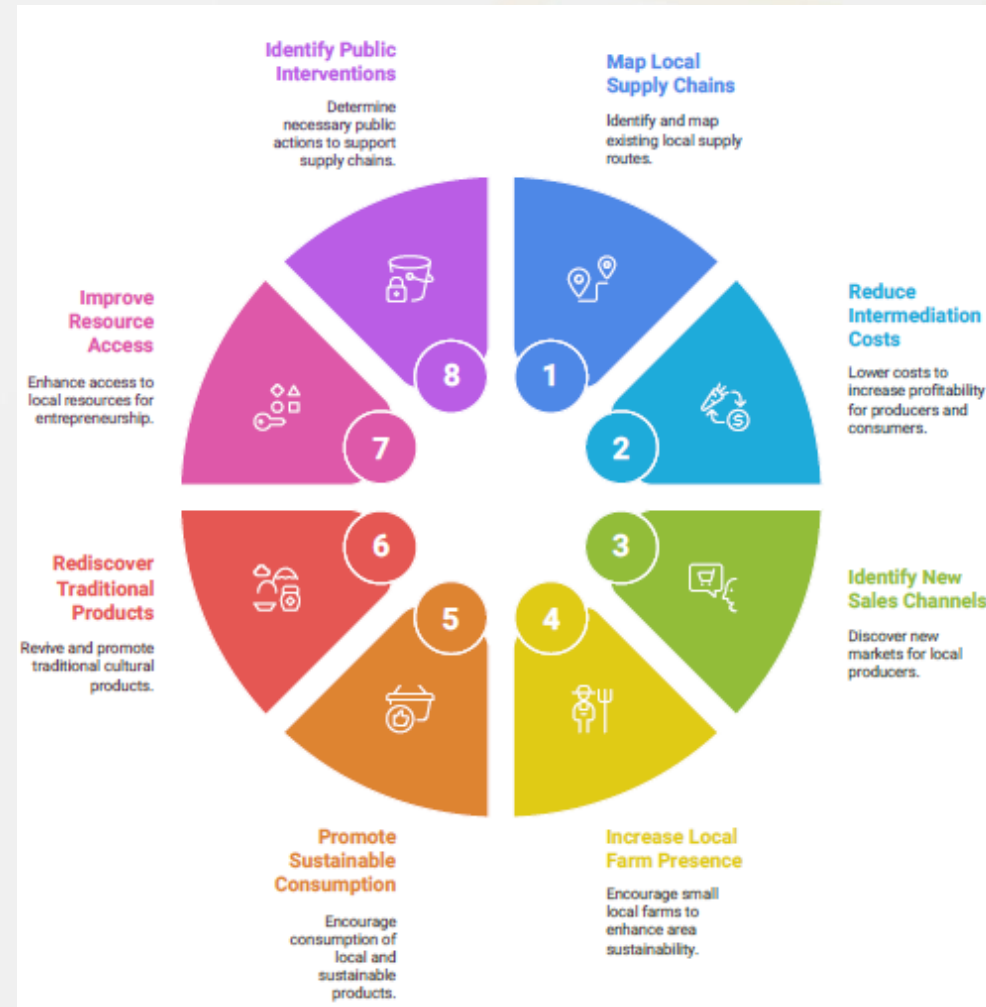 Identify Public
Interventions
Determine
necessary public
actions to support
supply chains.
Map Local
Supply Chains
Identify and map
existing local supply
routes.
Improve
Resource
Access
Enhance access to
local resources for
entrepreneurship.
Reduce
Intermediation
Costs
Lower costs to
increase profitability
for producers and
consumers.
8
1
7
2
6
3
5
4
Rediscover
Traditional
Products
Revive and promote
traditional cultural
products.
Identify New
Sales Channels
Discover new
markets for local
producers.
Promote
Sustainable
Consumption
Encourage
consumption of
local and
sustainable
products.
Increase Local
Farm Presence
Encourage small
local farms to
enhance area
sustainability.